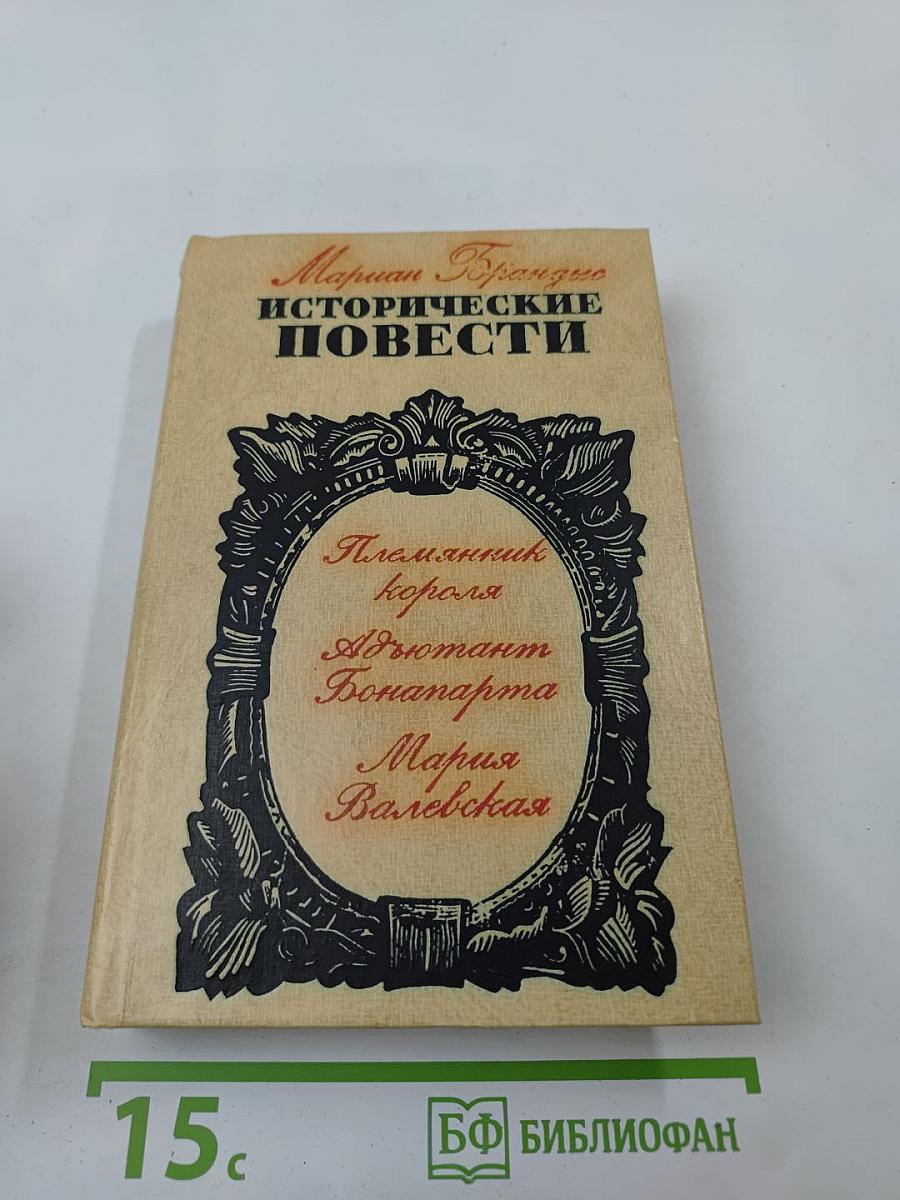 Мариан Брандыс
ИСТОРИЧЕСКИЕ
ПОВЕСТИ
Племянник
короля
Адъютант
Бонапарта
Мария
Валевская
15с
БФ БИБЛИОФАН